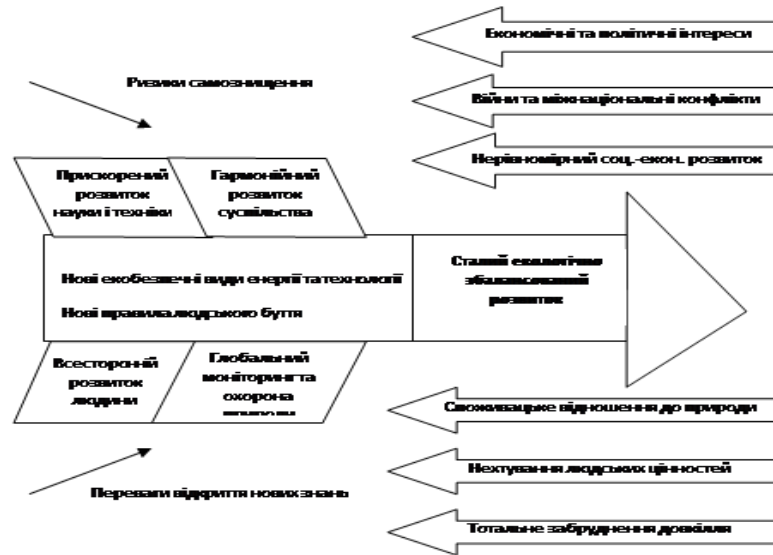 Економічні та політичні інтереси
Ризики самознищення
Війни та міжнаціональні конфлікти
Нерівномірний соц.-екон. розвиток
Прискорений
розвиток
науки і техніки
Гармонійний
розвиток
суспільства
Нові екобезпечні види енергії та технології
Нові правила людського буття
Сталий екологічно
збалансований
розвиток
Всесторонній
розвиток
людини
Глобальний
моніторинг та
охорона
природи
Споживацьке відношення до природи
Нехтування людських цінностей
Переваги відкриття нових знань
Тотальне забруднення довкілля